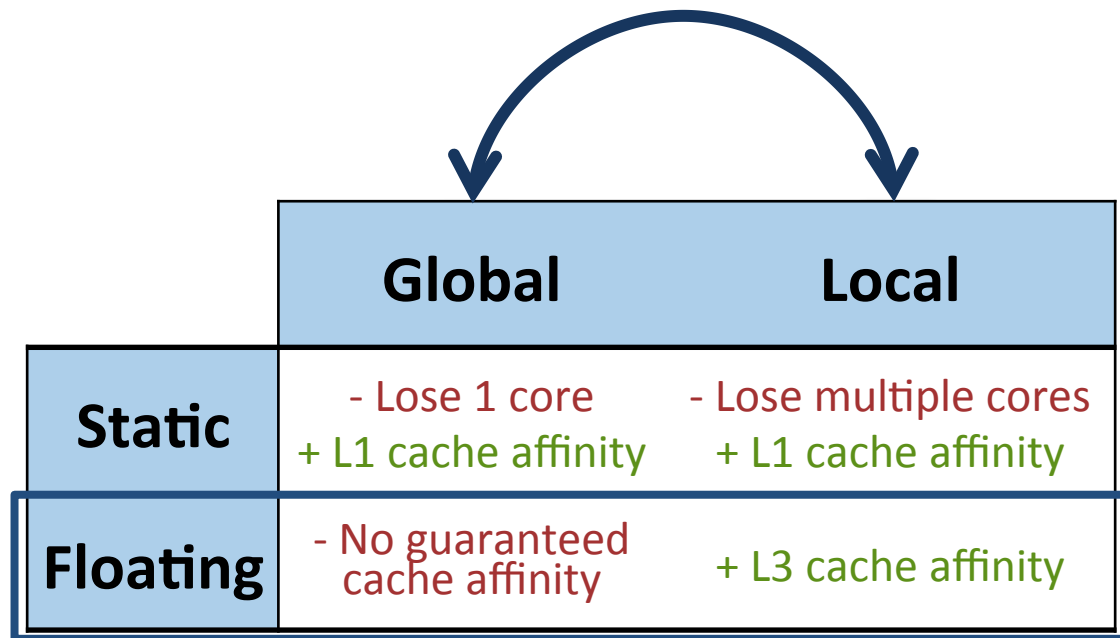 Global Local
Static
- Lose 1 core
+ L1 cache affinity
- Lose multiple cores
+ L1 cache affinity
Floating
- No guaranteed
cache affinity
+ L3 cache affinity